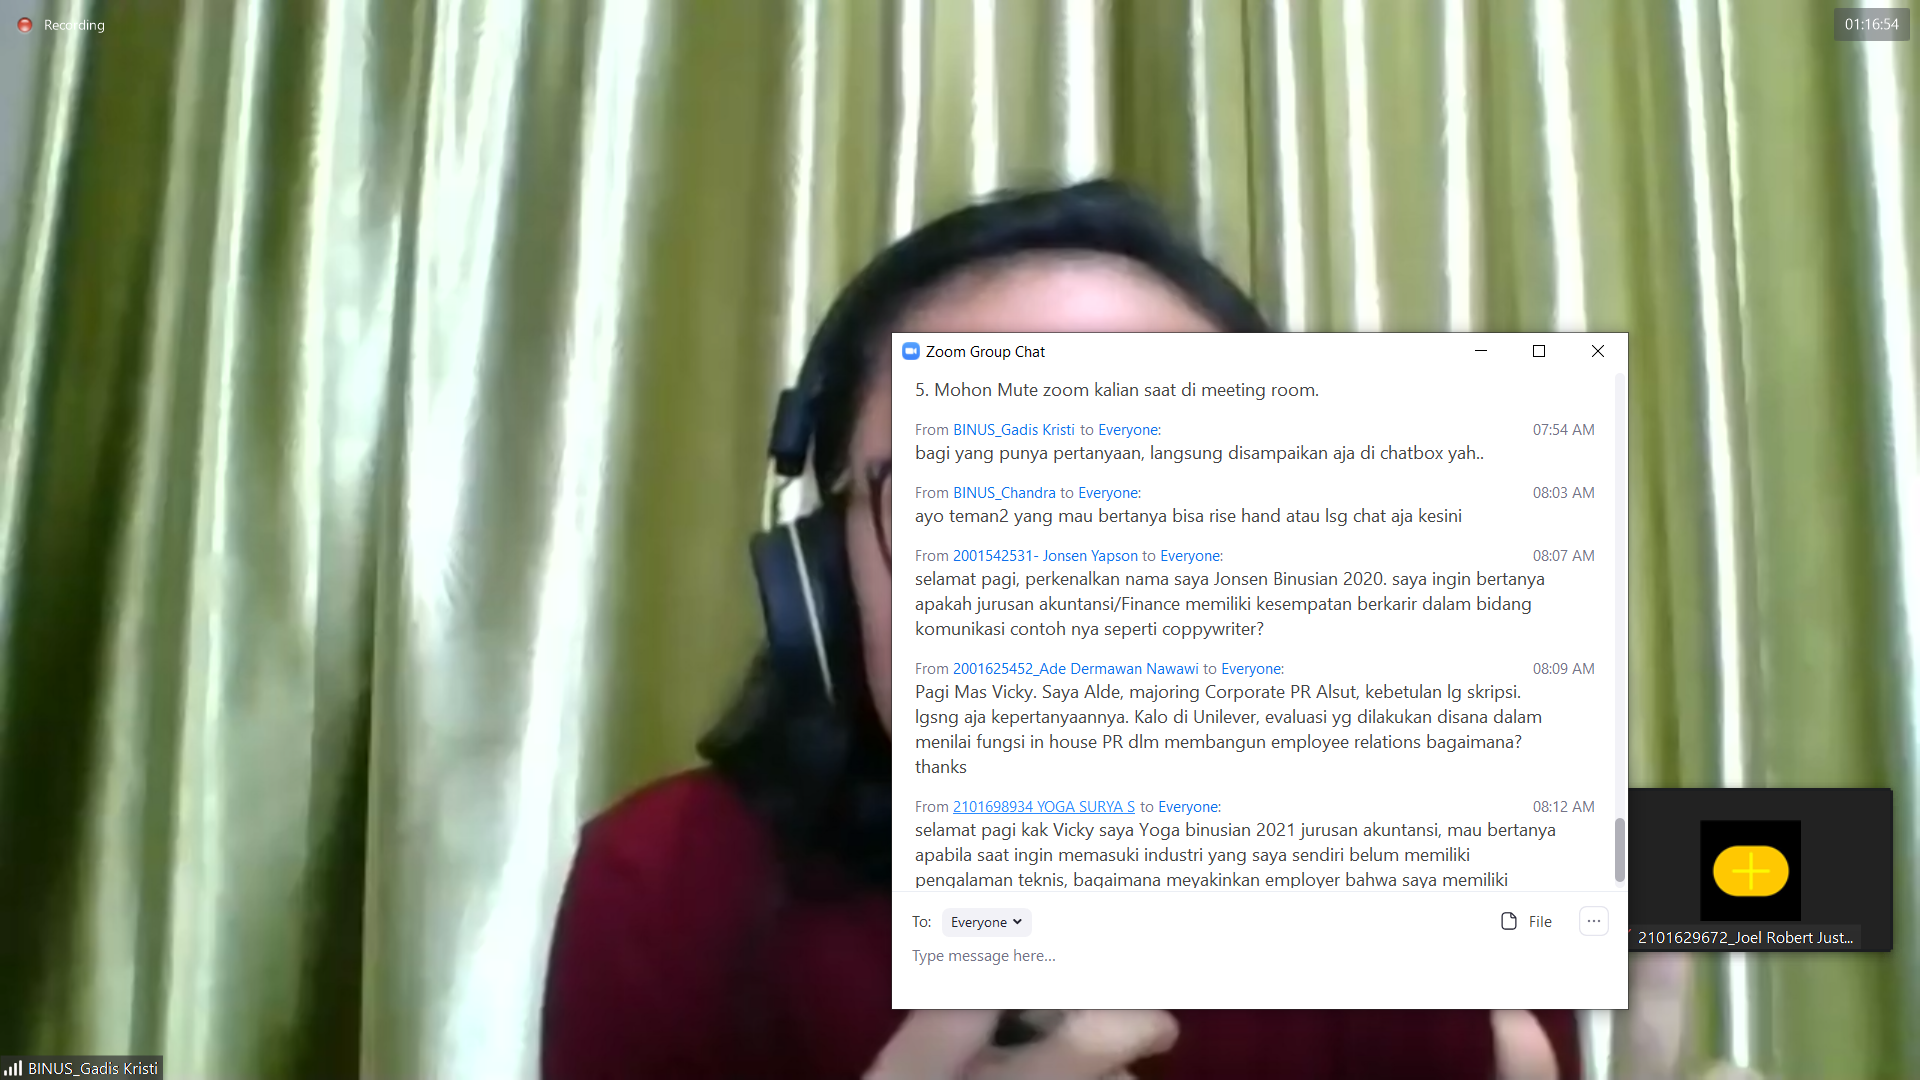 Recording
01:16:54
Zoom Group Chat
5. Mohon Mute zoom kalian saat di meeting room.
From BINUS_Gadis Kristi to Everyone: 07:54 AM
bagi yang punya pertanyaan, langsung disampaikan aja di chatbox yah..
From BINUS_Chandra to Everyone: 08:03 AM
ayo teman2 yang mau bertanya bisa rise hand atau lsg chat aja kesini
From 2001542531- Jonsen Yapson to Everyone: 08:07 AM
selamat pagi, perkenalkan nama saya Jonsen Binusian 2020. saya ingin bertanya
apakah jurusan akuntansi/Finance memiliki kesempatan berkarir dalam bidang
komunikasi contoh nya seperti coppywriter?
From 2001625452_Ade Dermawan Nawawi to Everyone: 08:09 AM
Pagi Mas Vicky. Saya Alde, majoring Corporate PR Alsut, kebetulan lg skripsi.
lgsng aja kepertanyaannya. Kalo di Unilever, evaluasi yg dilakukan disana dalam
menilai fungsi in house PR dlm membangun employee relations bagaimana?
thanks
From 2101698934 YOGA SURYA S to Everyone: 08:12 AM
selamat pagi kak Vicky saya Yoga binusian 2021 jurusan akuntansi, mau bertanya
apabila saat ingin memasuki industri yang saya sendiri belum memiliki
pengalaman teknis, bagaimana meyakinkan employer bahwa saya memiliki
To: Everyone File
Type message here...
2101629672_Joel Robert Just...
BINUS_Gadis Kristi